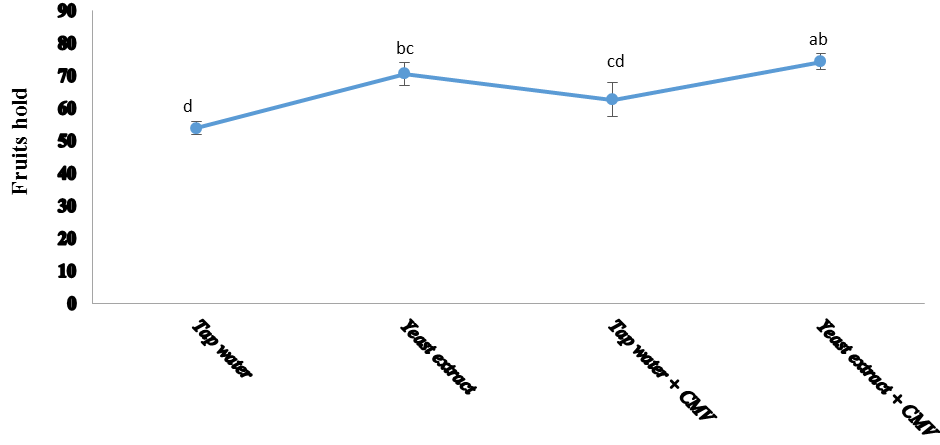 Fruits hold
90
80
70
60
50
40
30
20
10
0
d
bc
cd
ab
Tap water
Yeast extract
Tap water + CMV
Yeast extract + CMV